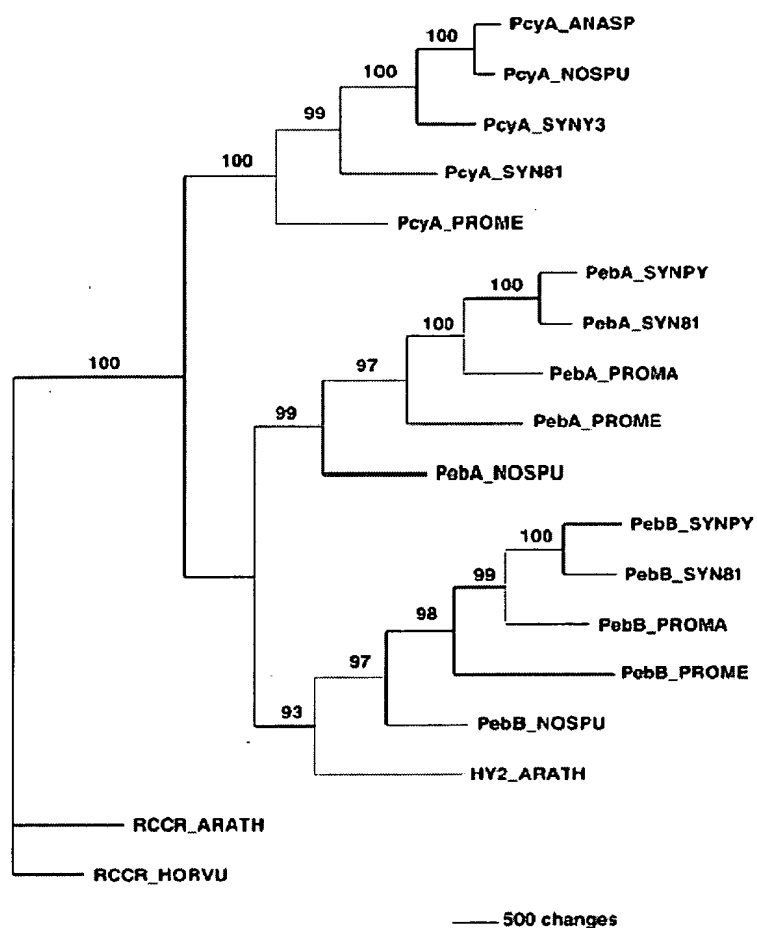 100
PcyA_ANASP
PcyA_NOSPU
100
PcyA_SYNY3
99
PcyA_SYN81
100
PcyA_PROME
PebA_SYNPY
100
PebA_SYN81
100
PebA_PROMA
97
PebA_PROME
99
PebA_NOSPU
100
PebB_SYNPY
100
PebB_SYN81
99
PebB_PROMA
98
PebB_PROME
97
PebB_NOSPU
93
HY2_ARATH
RCCR_ARATH
RCCR_HORVU
500 changes